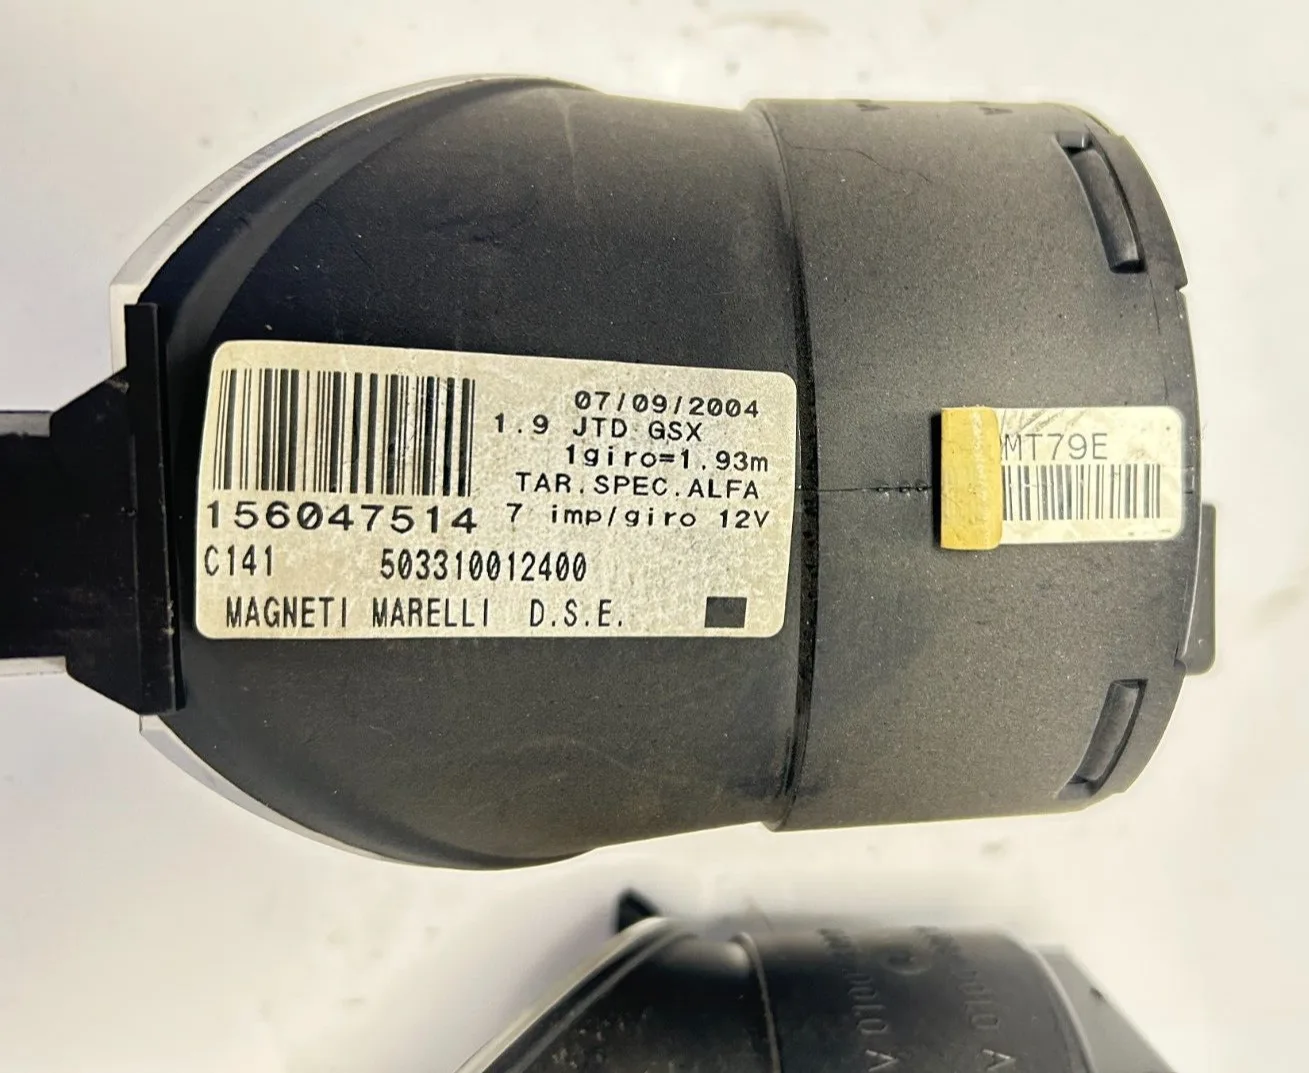 07/09/2004
1.9 JTD GSX
1giro=1.93m
TAR.SPEC.ALFA
156047514 7 imp/giro 12V
C141 503310012400
MAGNETI MARELLI D.S.E.
MT79E